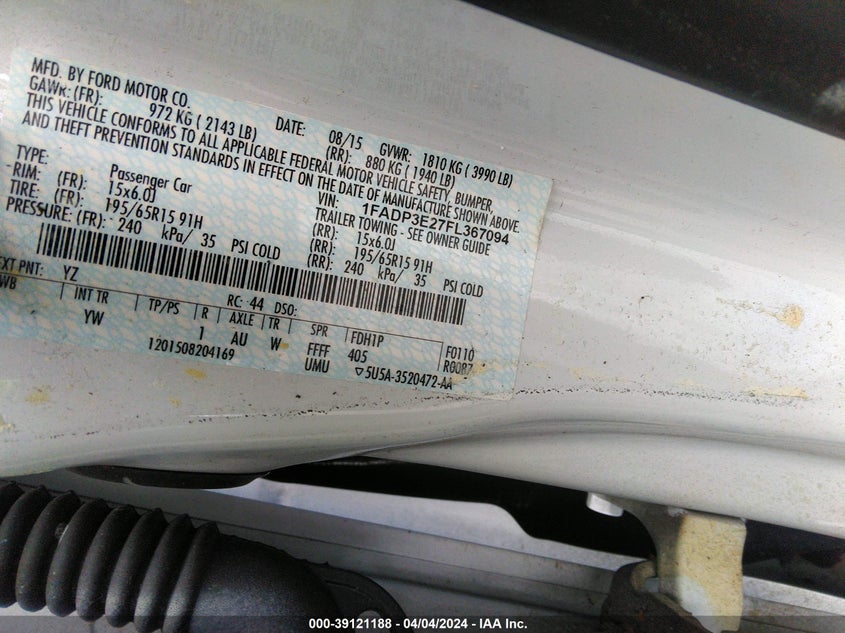 MFD. BY FORD MOTOR CO.
DATE: 08/15 GVWR: 1810 KG ( 3990 LB)
GAWR: (FR): 972 KG ( 2143 LB) (RR): 880 KG ( 1940 LB)
THIS VEHICLE CONFORMS TO ALL APPLICABLE FEDERAL MOTOR VEHICLE SAFETY, BUMPER,
AND THEFT PREVENTION STANDARDS IN EFFECT ON THE DATE OF MANUFACTURE SHOWN ABOVE.
VIN: 1FADP3E27FL367094
TYPE: Passenger Car TRAILER TOWING - SEE OWNER GUIDE
RIM: (FR): 15x6.0J (RR): 15x6.0J
TIRE: (FR): 195/65R15 91H (RR): 195/65R15 91H
PRESSURE: (FR): 240 kPa/ 35 PSI COLD (RR): 240 kPa/ 35 PSI COLD
EXT PNT: YZ RC: 44 DSO:
WB INT TR TP/PS R AXLE TR SPR FDH1P F0110
YW 1 AU W FFFF 405 R0087
1201508204169 UMU ▽5U5A-3520472-AA
000-39121188 - 04/04/2024 - IAA Inc.